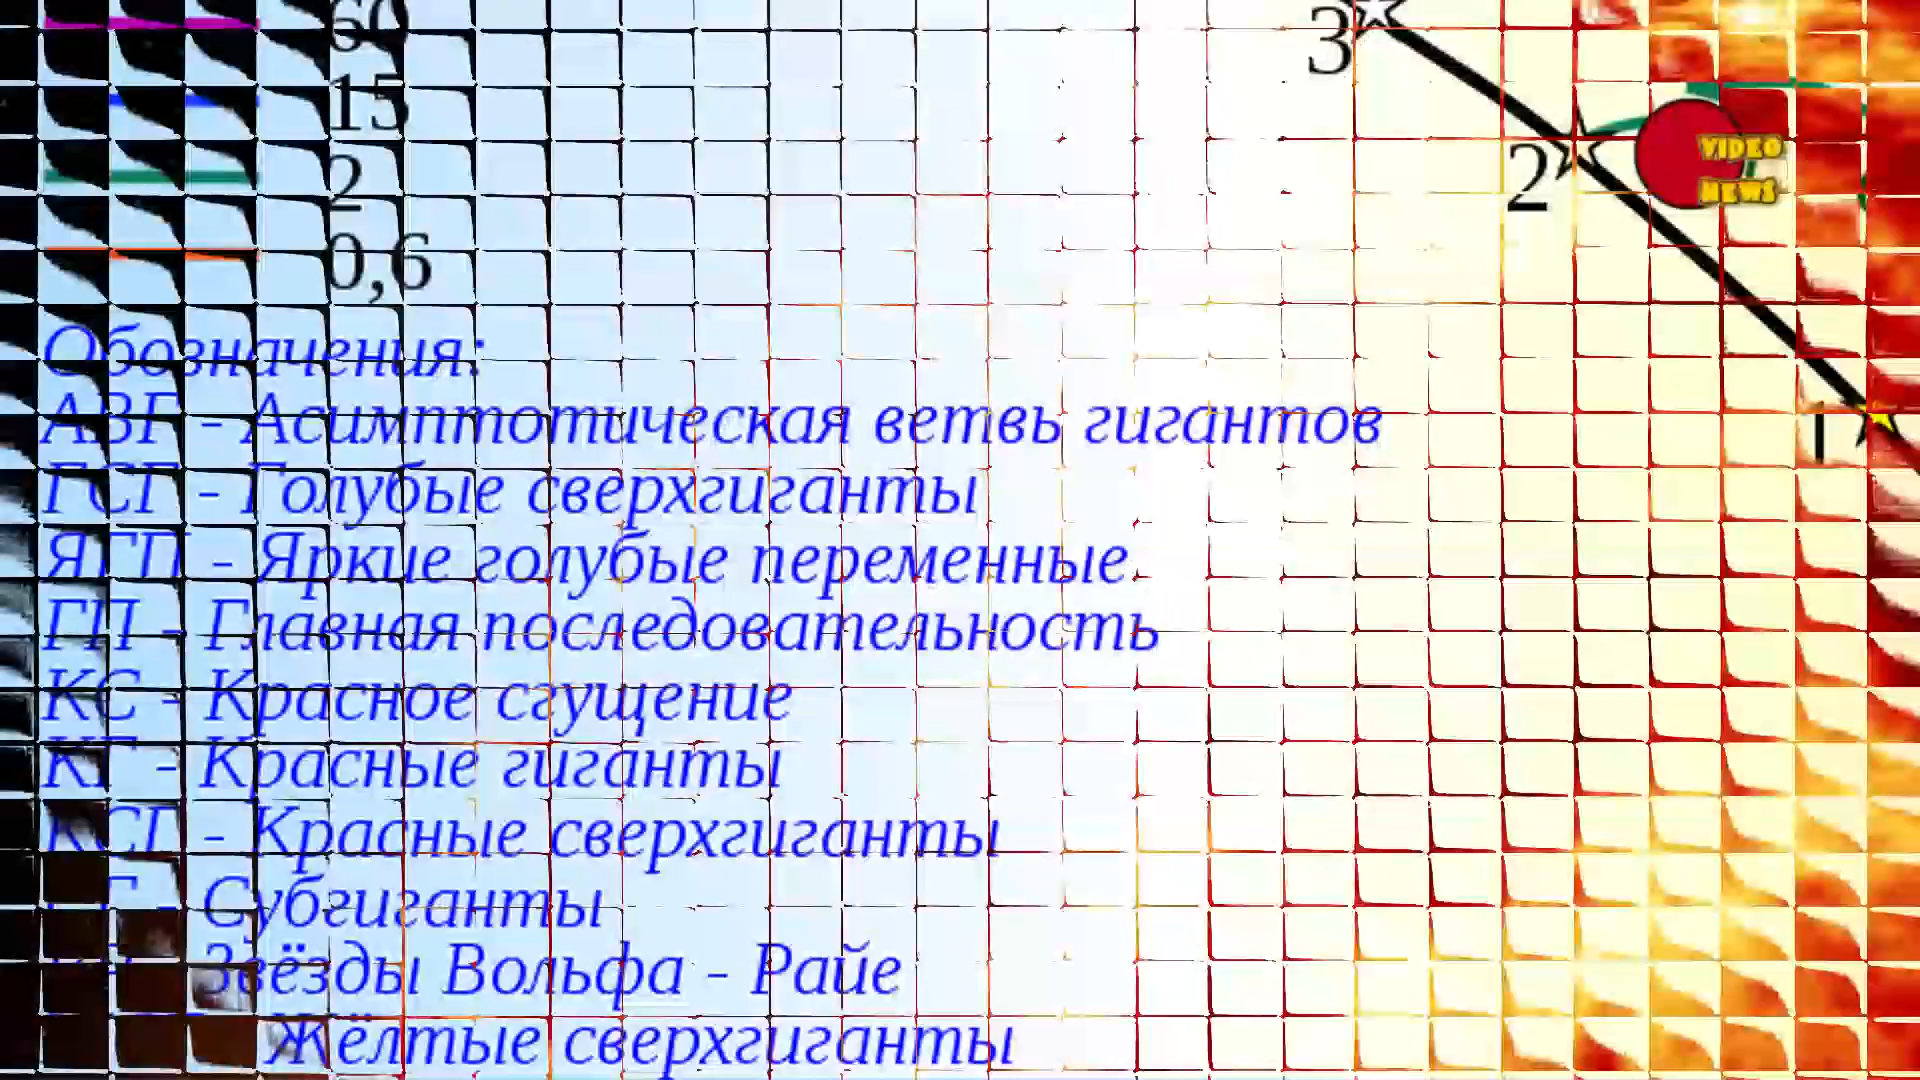 60
3
15
2
2
VIDEO
NEWS
0,6
Обозначения:
1
АВГ - Асимптотическая ветвь гигантов
ГСГ - Голубые сверхгиганты
ЯГП - Яркие голубые переменные
ГП - Главная последовательность
КС - Красное сгущение
КГ - Красные гиганты
КСГ - Красные сверхгиганты
- Субгиганты
Звёзды Вольфа - Райе
Жёлтые сверхгиганты